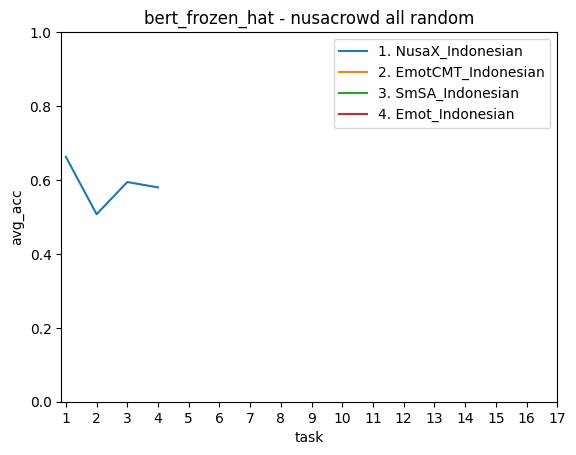 bert_frozen_hat - nusacrowd all random
1. NusaX_Indonesian
2. EmotCMT_Indonesian
3. SmSA_Indonesian
4. Emot_Indonesian
avg_acc
1.0
0.8
0.6
0.4
0.2
0.0
1 2 3 4 5 6 7 8 9 10 11 12 13 14 15 16 17
task